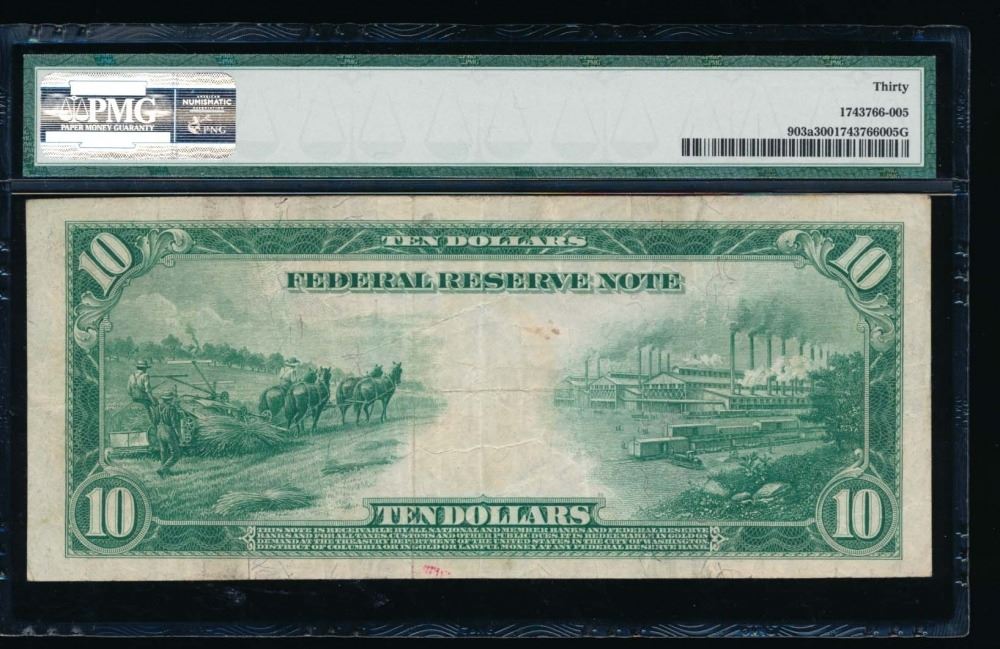 PMG
PAPER MONEY GUARANTY
AMERICAN
NUMISMATIC
ASSOCIATION
PNG
Thirty
1743766-005
903a3001743766005G
10
TEN DOLLARS
10
FEDERAL RESERVE NOTE
10
TEN DOLLARS
10
THIS NOTE IS RECEIVABLE BY ALL NATIONAL AND MEMBER BANKS AND FEDERAL RESERVE
BANKS AND FOR ALL TAXES, CUSTOMS AND OTHER PUBLIC DUES. IT IS REDEEMABLE IN GOLD ON
DEMAND AT THE TREASURY DEPARTMENT OF THE UNITED STATES IN THE CITY OF WASHINGTON,
DISTRICT OF COLUMBIA OR IN GOLD OR LAWFUL MONEY AT ANY FEDERAL RESERVE BANK.